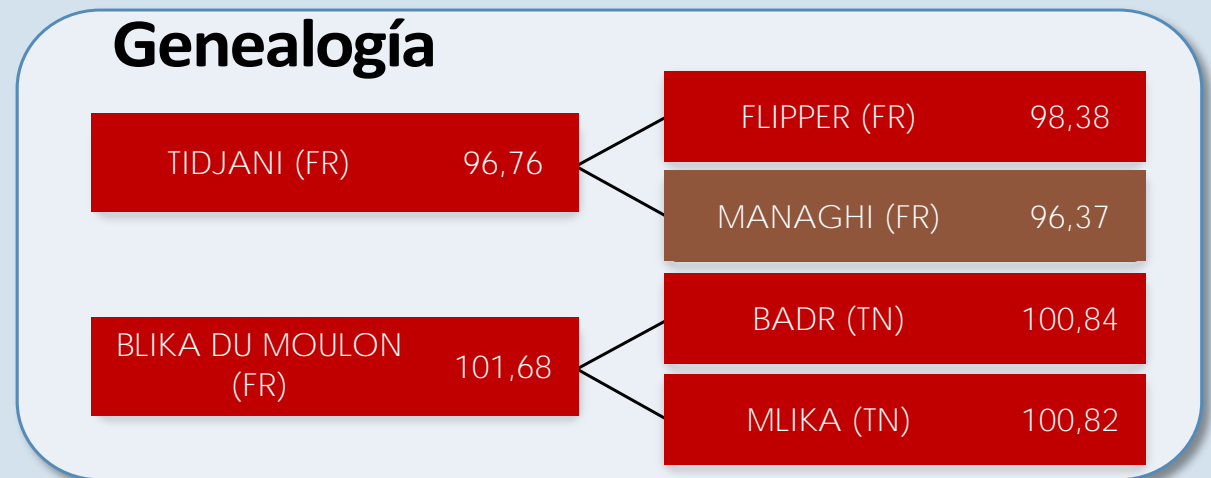 Genealogía
TIDJANI (FR) 96,76
FLIPPER (FR) 98,38
MANAGHI (FR) 96,37
BLIKA DU MOULON
(FR) 101,68
BADR (TN) 100,84
MLIKA (TN) 100,82